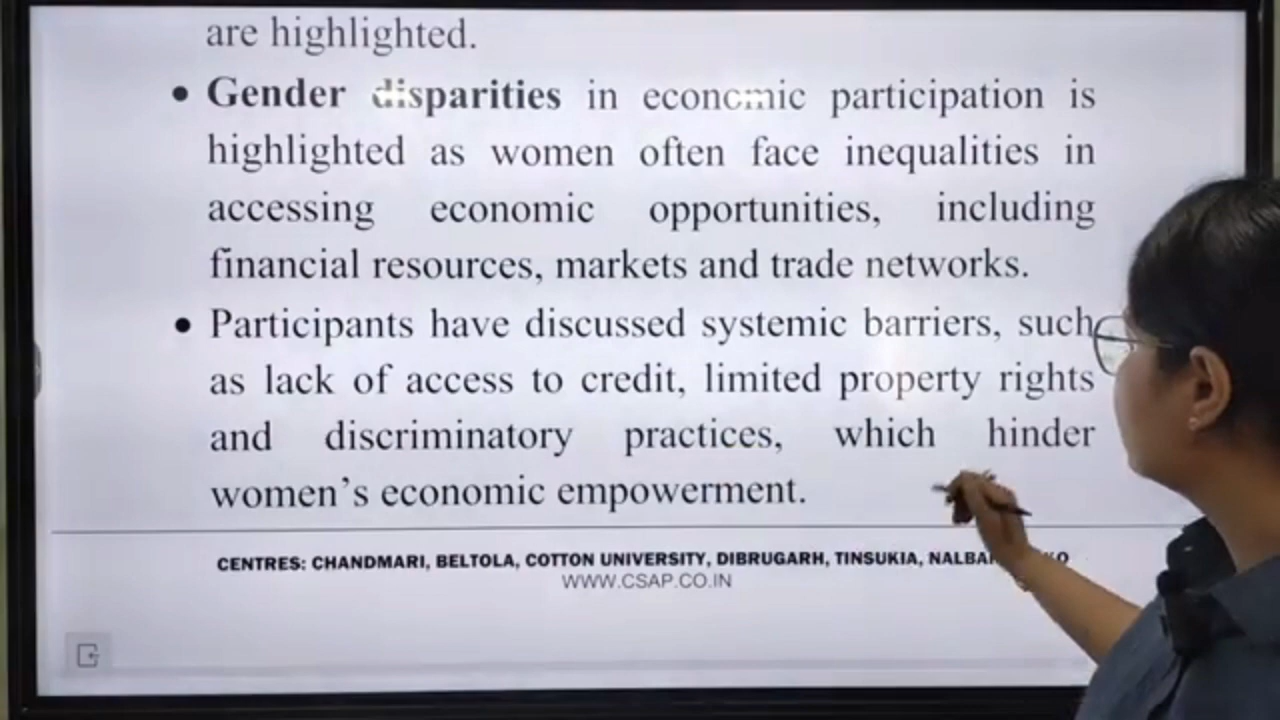 are highlighted.
• Gender disparities in economic participation is
highlighted as women often face inequalities in
accessing economic opportunities, including
financial resources, markets and trade networks.
• Participants have discussed systemic barriers, such
as lack of access to credit, limited property rights
and discriminatory practices, which hinder
women's economic empowerment.
CENTRES: CHANDMARI, BELTOLA, COTTON UNIVERSITY, DIBRUGARH, TINSUKIA,
WWW.CSAP.CO.IN